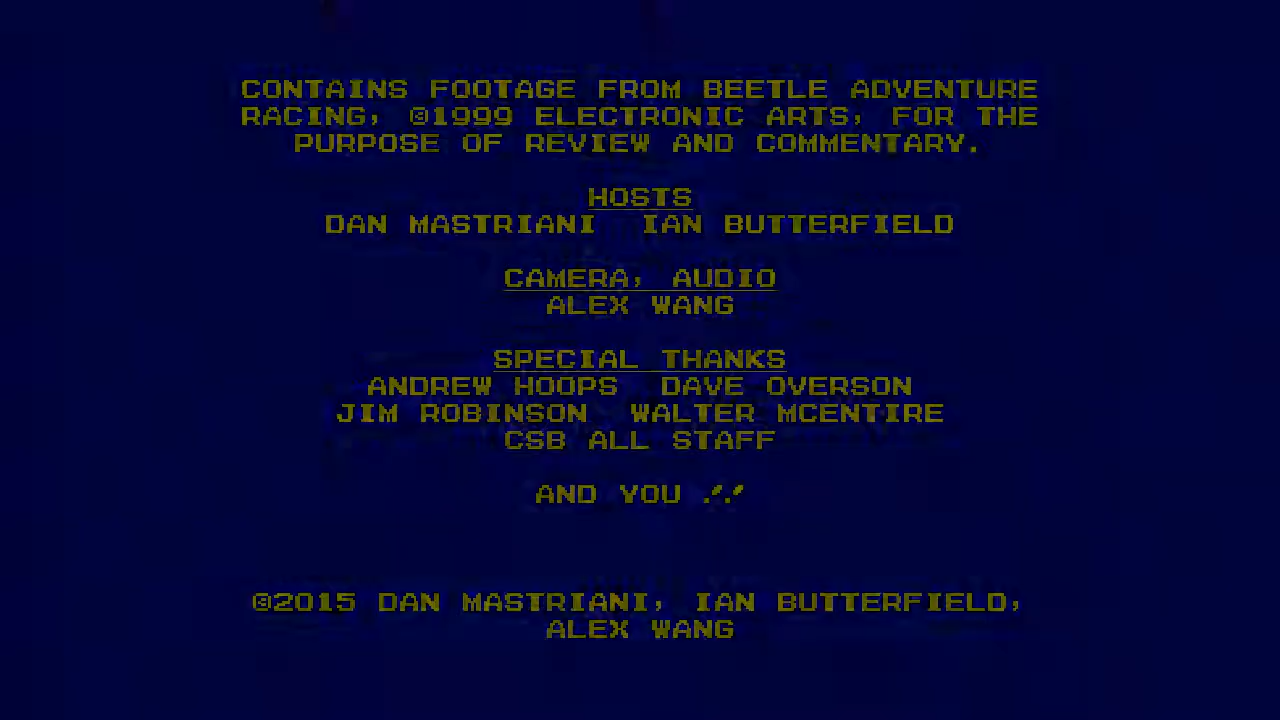 CONTAINS FOOTAGE FROM BEETLE ADVENTURE
RACING, ©1999 ELECTRONIC ARTS, FOR THE
PURPOSE OF REVIEW AND COMMENTARY.
HOSTS
DAN MASTRIANI IAN BUTTERFIELD
CAMERA, AUDIO
ALEX WANG
SPECIAL THANKS
ANDREW HOOPS DAVE OVERSON
JIM ROBINSON WALTER MCENTIRE
CSB ALL STAFF
AND YOU !!
©2015 DAN MASTRIANI, IAN BUTTERFIELD,
ALEX WANG